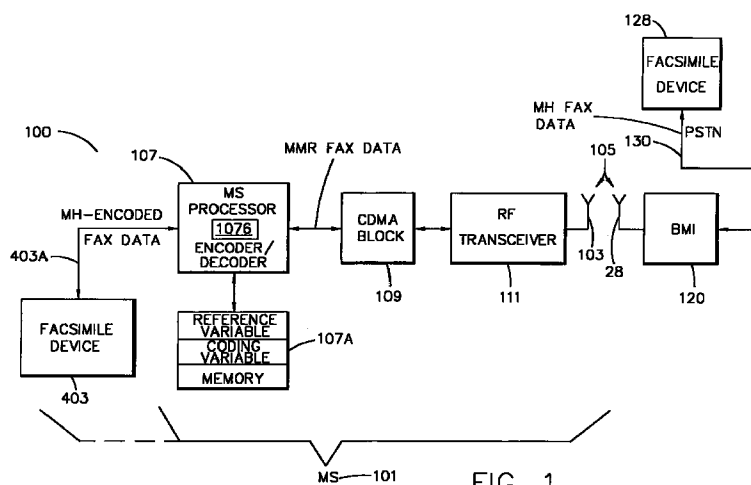 128
FACSIMILE
DEVICE
MH FAX
DATA
PSTN
130
100
107
MMR FAX DATA
105
MH-ENCODED
FAX DATA
MS
PROCESSOR
1076
ENCODER/
DECODER
CDMA
BLOCK
RF
TRANSCEIVER
BMI
403A
109
111
103
28
120
FACSIMILE
DEVICE
403
REFERENCE
VARIABLE
CODING
VARIABLE
MEMORY
107A
MS
101
FIG. 1